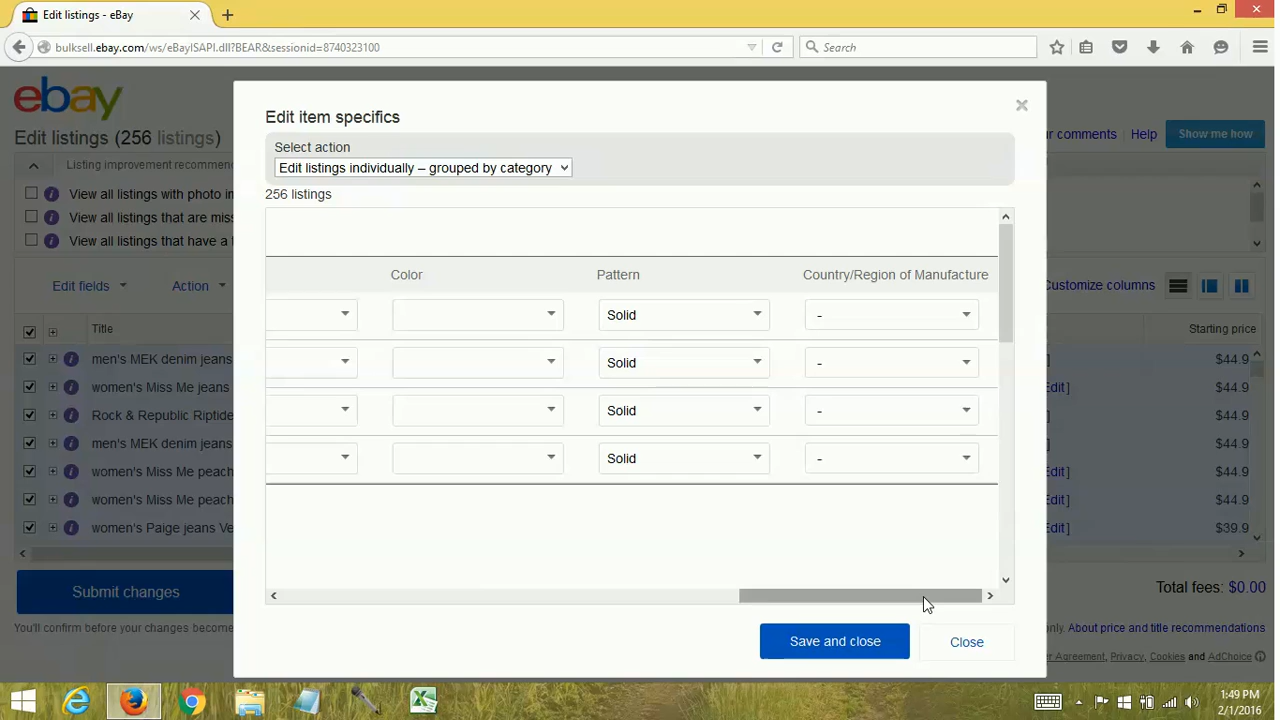 Edit listings - eBay
bulksell.ebay.com/ws/eBayISAPI.dll?BEAR&sessionid=8740323100
Search
ebay
Edit listings (256 listings)
comments
Help
Show me how
Listing improvement recommen
View all listings with photo in
View all listings that are miss
View all listings that have a t
Edit fields
Action
Customize columns
Title
Starting price
men's MEK denim jeans
$44.9
women's Miss Me jeans
Edit]
$44.9
Rock & Republic Riptide
]
$44.9
men's MEK denim jeans
]
$44.9
women's Miss Me peach
Edit]
$44.9
women's Miss Me peach
Edit]
$44.9
women's Paige jeans Ve
Edit]
$39.9
Submit changes
Total fees: $0.00
You'll confirm before your changes become
only. About price and title recommendations
Agreement, Privacy, Cookies and AdChoice
Edit item specifics
Select action
Edit listings individually – grouped by category
256 listings
Color
Pattern
Country/Region of Manufacture
Solid
-
Solid
-
Solid
-
Solid
-
Save and close
Close
1:49 PM
2/1/2016